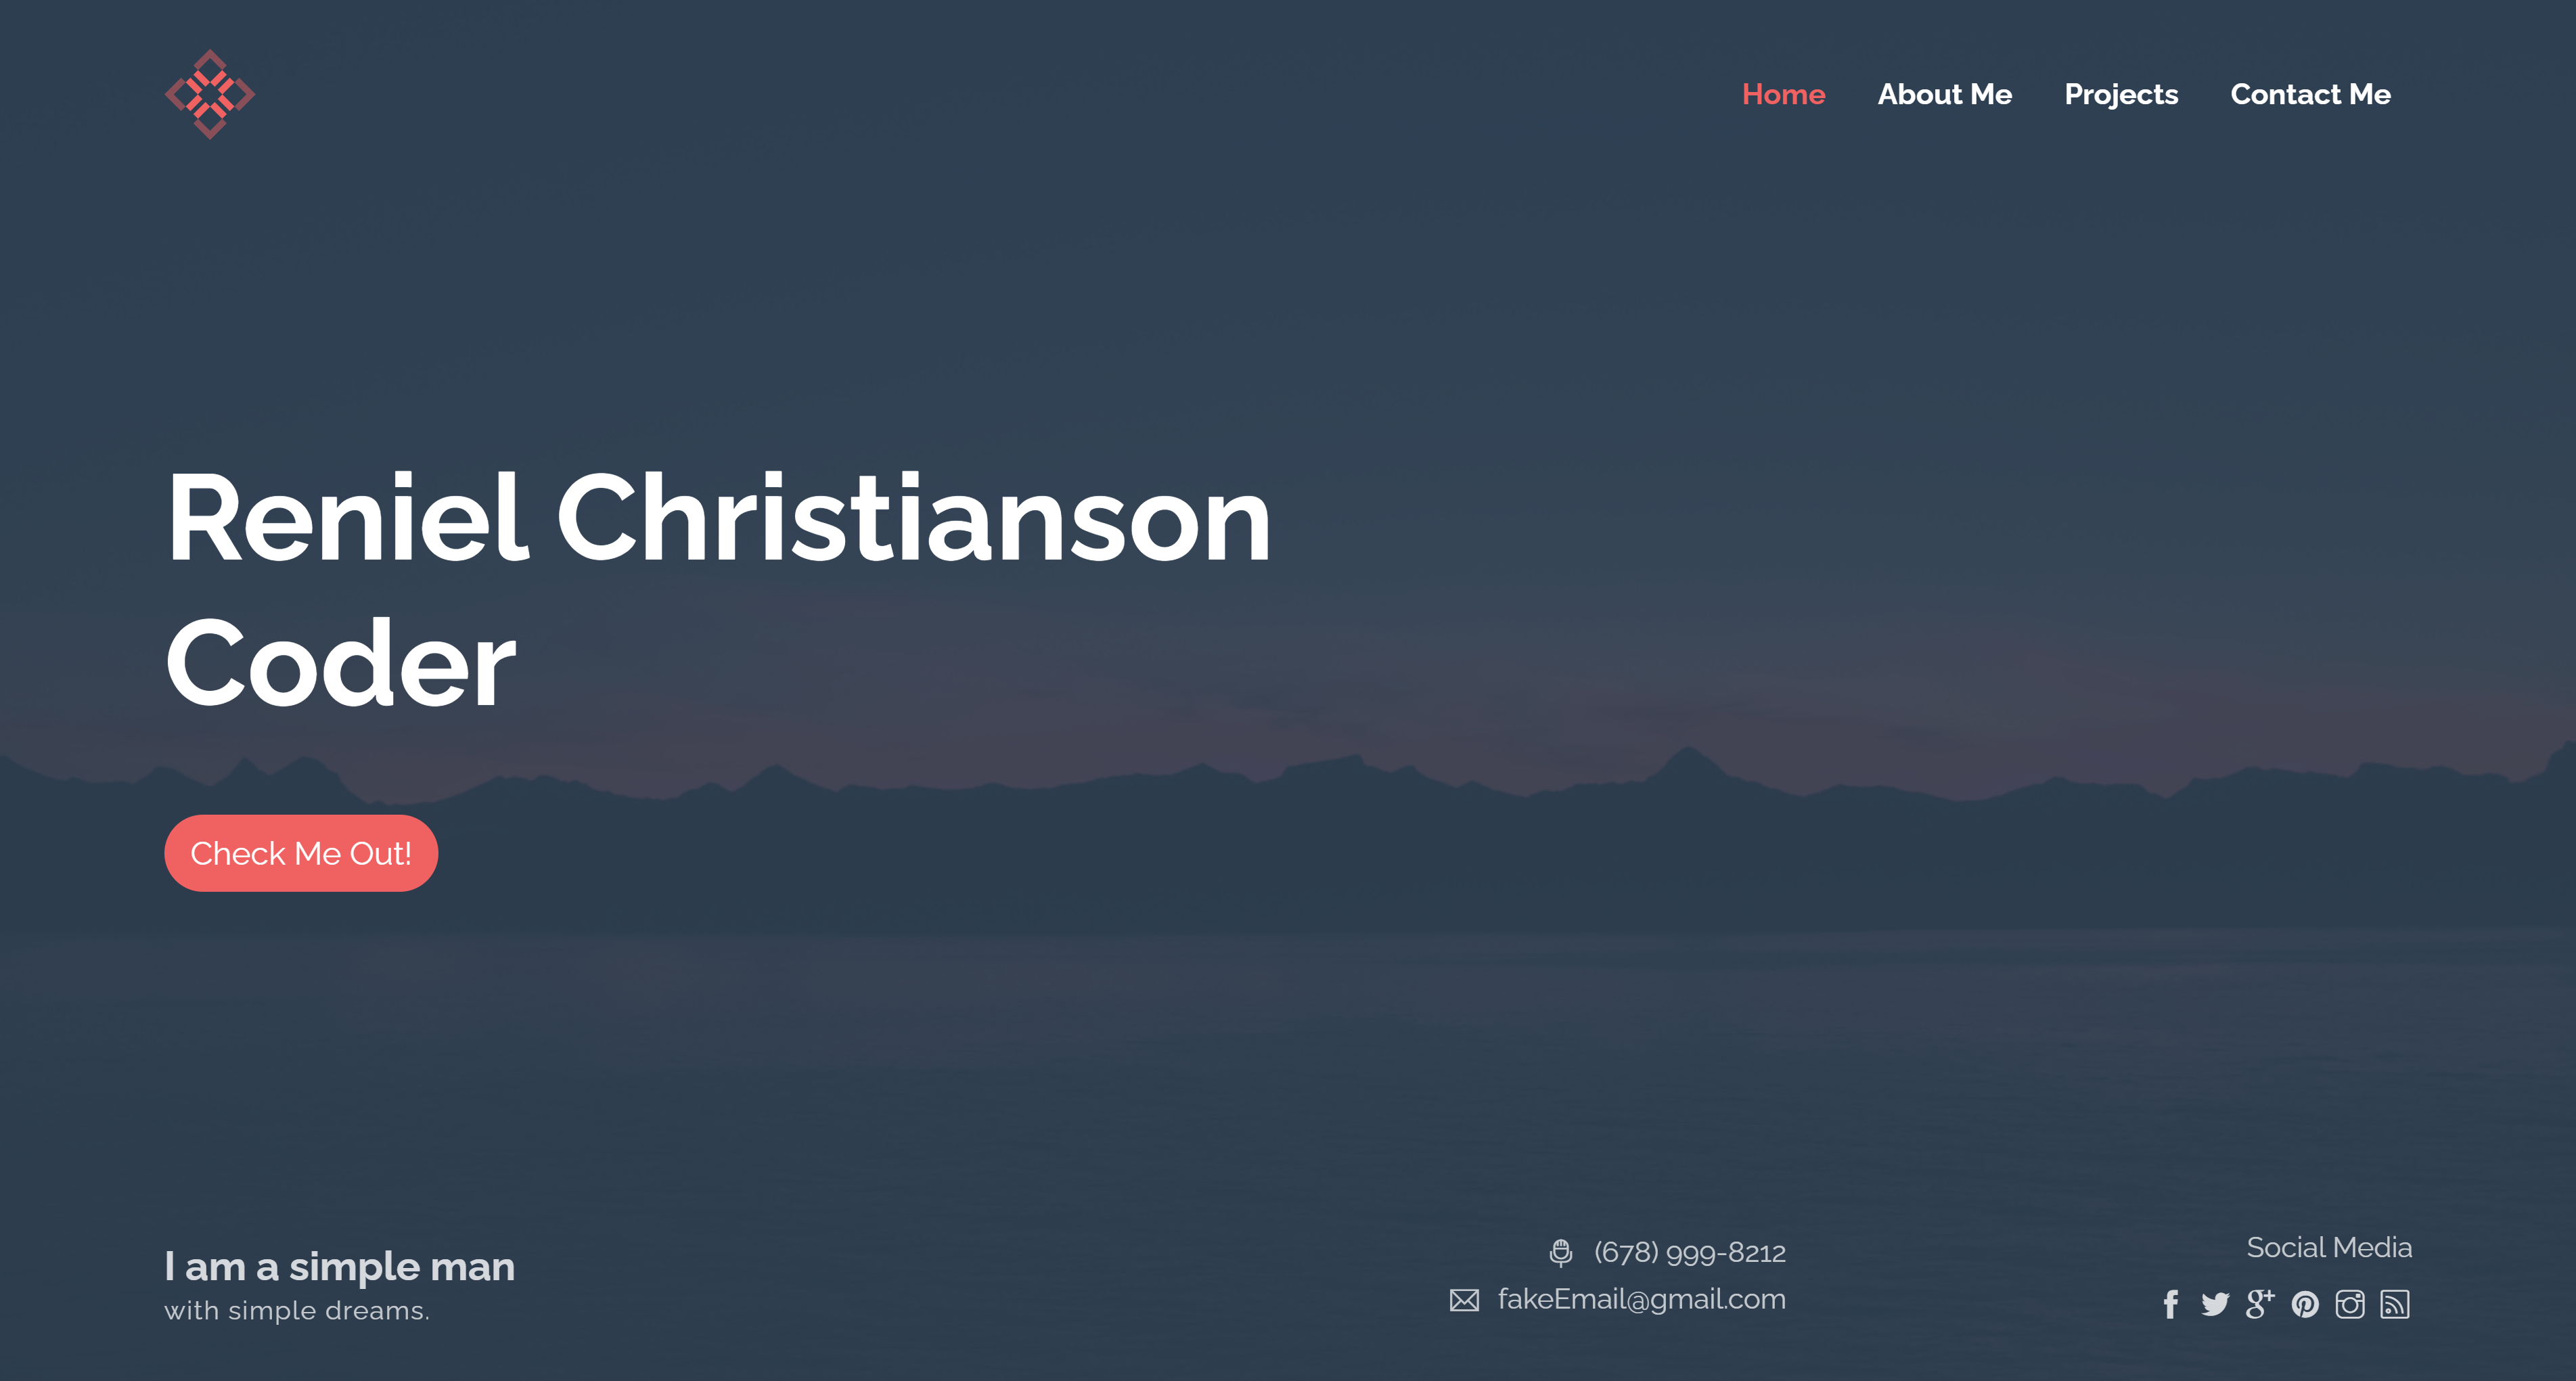 Home About Me Projects Contact Me
Reniel Christianson
Coder
Check Me Out!
I am a simple man
with simple dreams.
(678) 999-8212
fakeEmail@gmail.com
Social Media